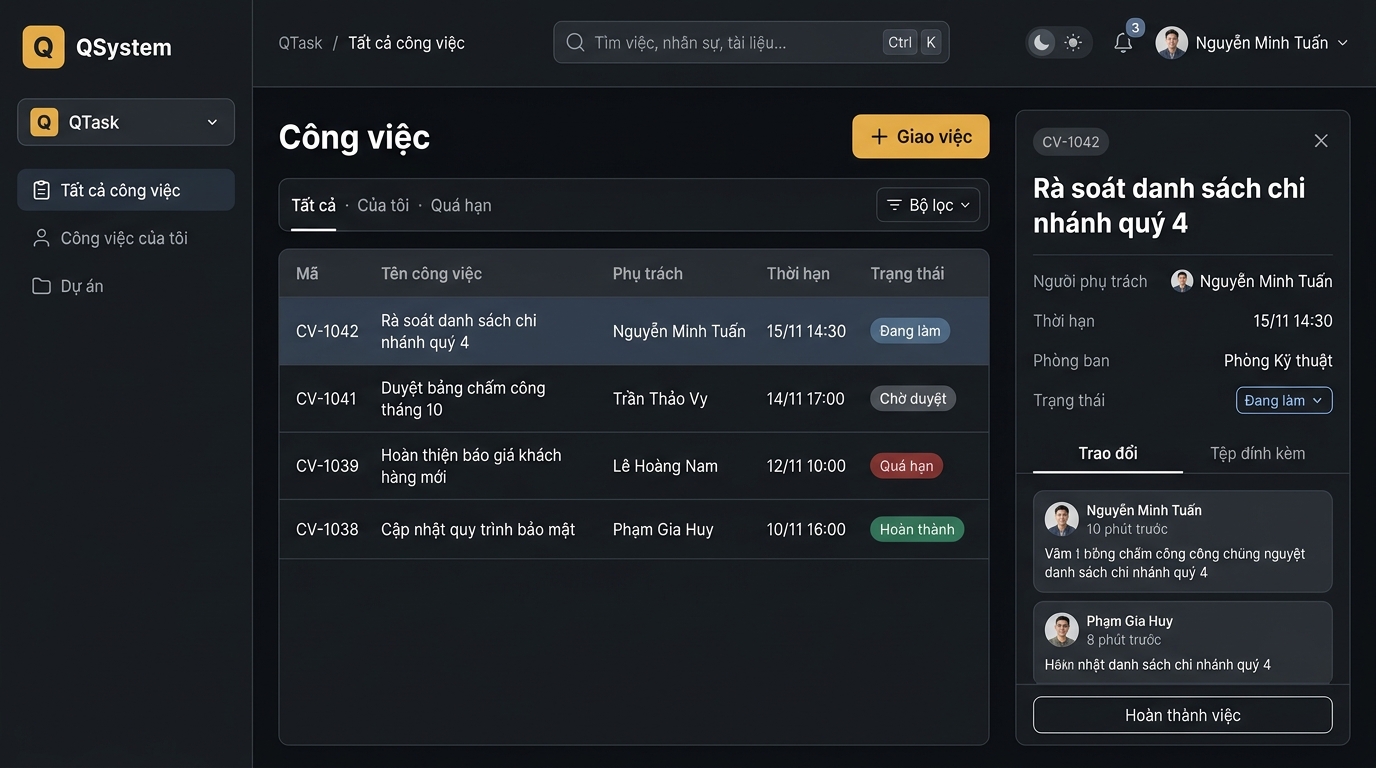 Q QSystem
Q QTask
Tất cả công việc
Công việc của tôi
Dự án
QTask / Tất cả công việc
Tìm việc, nhân sự, tài liệu...
Ctrl K
3
Nguyễn Minh Tuấn
Công việc
+ Giao việc
Tất cả · Của tôi · Quá hạn
Bộ lọc
Mã Tên công việc Phụ trách Thời hạn Trạng thái
CV-1042 Rà soát danh sách chi nhánh quý 4 Nguyễn Minh Tuấn 15/11 14:30 Đang làm
CV-1041 Duyệt bảng chấm công tháng 10 Trần Thảo Vy 14/11 17:00 Chờ duyệt
CV-1039 Hoàn thiện báo giá khách hàng mới Lê Hoàng Nam 12/11 10:00 Quá hạn
CV-1038 Cập nhật quy trình bảo mật Phạm Gia Huy 10/11 16:00 Hoàn thành
CV-1042
Rà soát danh sách chi
nhánh quý 4
Người phụ trách Nguyễn Minh Tuấn
Thời hạn 15/11 14:30
Phòng ban Phòng Kỹ thuật
Trạng thái Đang làm
Trao đổi Tệp đính kèm
Nguyễn Minh Tuấn
10 phút trước
chấm công công chúng nguyệt
danh sách chi nhánh quý 4
Phạm Gia Huy
8 phút trước
nhật danh sách chi nhánh quý 4
Hoàn thành việc